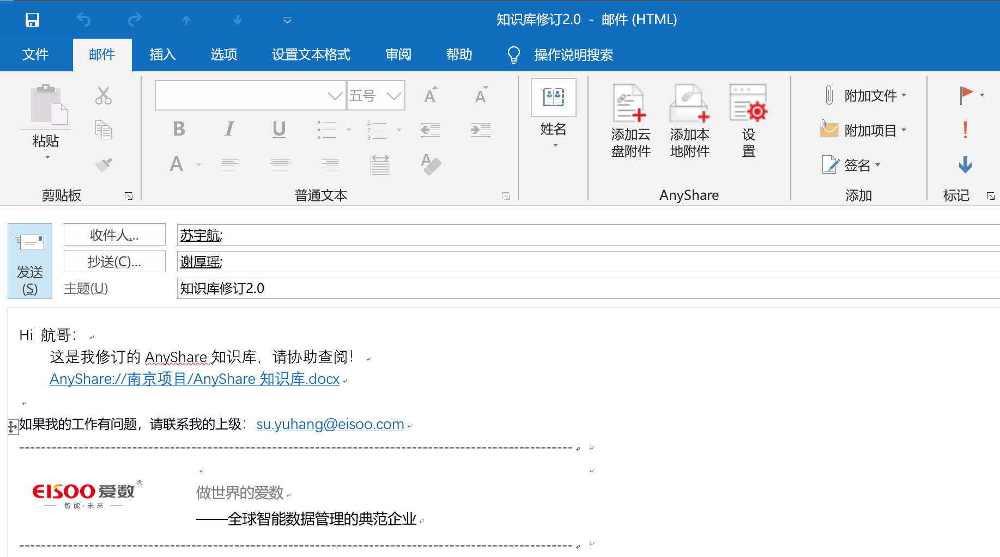 知识库修订2.0 - 邮件 (HTML)
文件 邮件 插入 选项 设置文本格式 审阅 帮助 操作说明搜索
粘贴
剪贴板
五号
A A
B I U
1
2
3
A A
普通文本
姓名
添加云
盘附件
添加本
地附件
设
置
AnyShare
附加文件
附加项目
签名
添加
标记
发送
(S)
收件人... 苏宇航;
抄送(C)... 谢厚瑶;
主题(U) 知识库修订2.0
Hi 航哥：
这是我修订的 AnyShare 知识库，请协助查阅！
AnyShare://南京项目/AnyShare 知识库.docx
如果我的工作有问题，请联系我的上级： su.yuhang@eisoo.com
EISOO 爱数®
智能·未来
做世界的爱数
——全球智能数据管理的典范企业